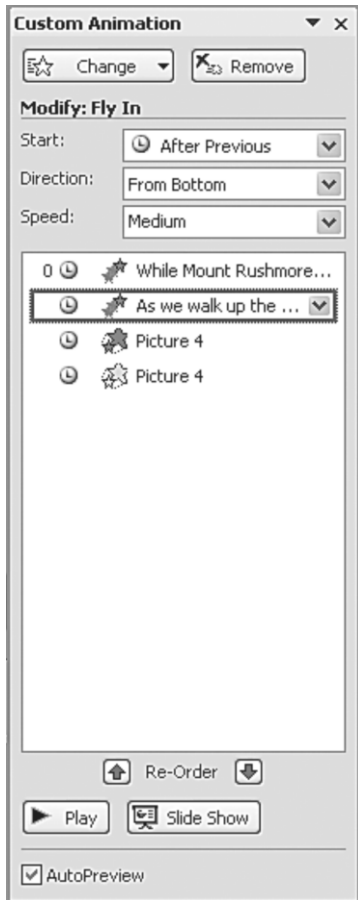 Custom Animation
Change
Remove
Modify: Fly In
Start: After Previous
Direction: From Bottom
Speed: Medium
0 While Mount Rushmore...
As we walk up the ...
Picture 4
Picture 4
Re-Order
Play Slide Show
AutoPreview